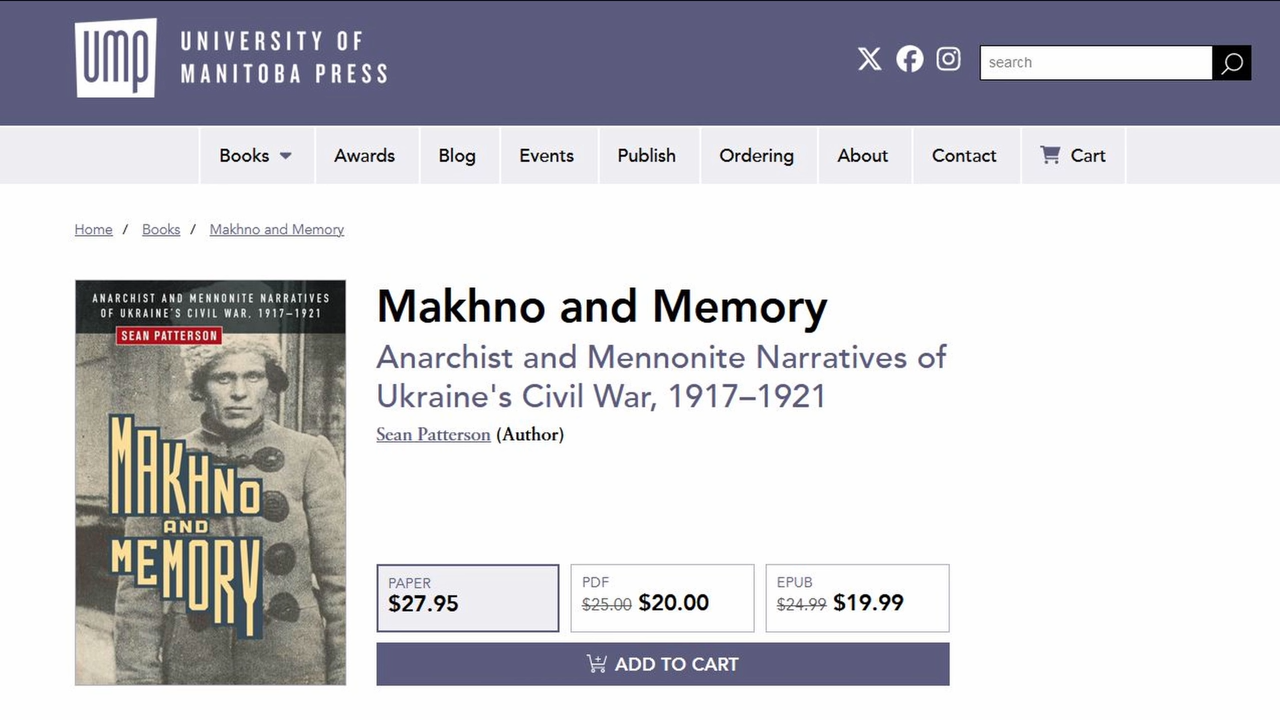 ump
UNIVERSITY OF
MANITOBA PRESS
search
Books
Awards
Blog
Events
Publish
Ordering
About
Contact
Cart
Home / Books / Makhno and Memory
ANARCHIST AND MENNONITE NARRATIVES
OF UKRAINE'S CIVIL WAR, 1917–1921
SEAN PATTERSON
MAKHNO
AND
MEMORY
Makhno and Memory
Anarchist and Mennonite Narratives of
Ukraine's Civil War, 1917–1921
Sean Patterson (Author)
PAPER
$27.95
PDF
$25.00 $20.00
EPUB
$24.99 $19.99
ADD TO CART